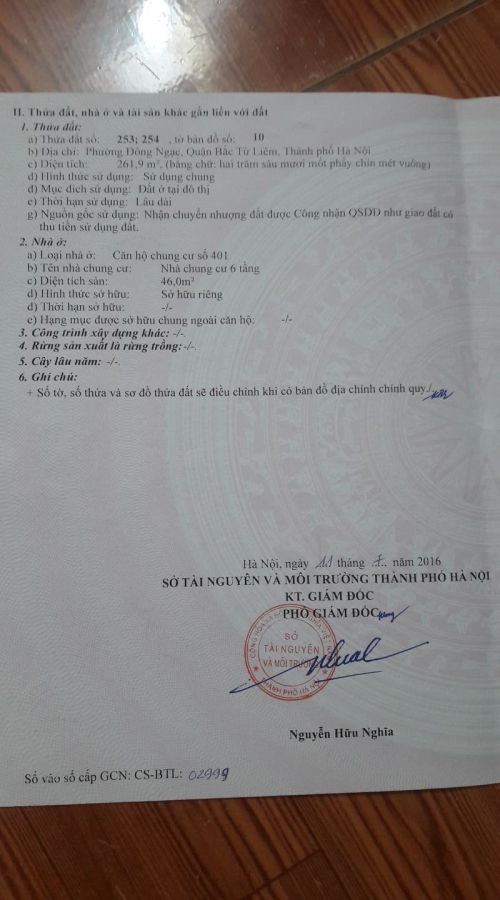 II. Thửa đất, nhà ở và tài sản khác gắn liền với đất
1. Thửa đất:
a) Thửa đất số: 253; 254 , tờ bản đồ số: 10
b) Địa chỉ: Phường Đông Ngạc, Quận Bắc Từ Liêm, Thành phố Hà Nội
c) Diện tích: 261,9 m², (bằng chữ: hai trăm sáu mươi mốt phẩy chín mét vuông)
d) Hình thức sử dụng: Sử dụng chung
đ) Mục đích sử dụng: Đất ở tại đô thị
e) Thời hạn sử dụng: Lâu dài
g) Nguồn gốc sử dụng: Nhận chuyển nhượng đất được Công nhận QSDĐ như giao đất có
thu tiền sử dụng đất.
2. Nhà ở:
a) Loại nhà ở: Căn hộ chung cư số 401
b) Tên nhà chung cư: Nhà chung cư 6 tầng
c) Diện tích sàn: 46,0m²
d) Hình thức sở hữu: Sở hữu riêng
đ) Thời hạn sở hữu: -/-
e) Hạng mục được sở hữu chung ngoài căn hộ: -/-
3. Công trình xây dựng khác: -/-
4. Rừng sản xuất là rừng trồng: -/-
5. Cây lâu năm: -/-
6. Ghi chú:
+ Số tờ, số thửa và sơ đồ thửa đất sẽ điều chỉnh khi có bản đồ địa chính chính quy./
Hà Nội, ngày 11 tháng năm 2016
SỞ TÀI NGUYÊN VÀ MÔI TRƯỜNG THÀNH PHỐ HÀ NỘI
KT. GIÁM ĐỐC
PHÓ GIÁM ĐỐC
SỞ
TÀI NGUYÊN
VÀ MÔI TRƯỜNG
THÀNH PHỐ HÀ NỘI
Nguyễn Hữu Nghĩa
Số vào sổ cấp GCN: CS-BTL: 02999